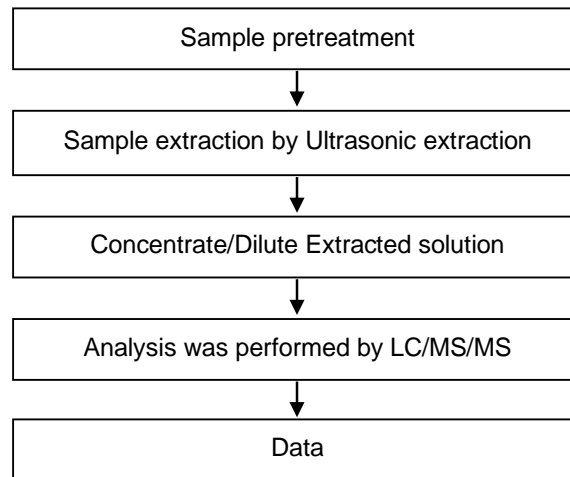 Sample pretreatment
Sample extraction by Ultrasonic extraction
Concentrate/Dilute Extracted solution
Analysis was performed by LC/MS/MS
Data